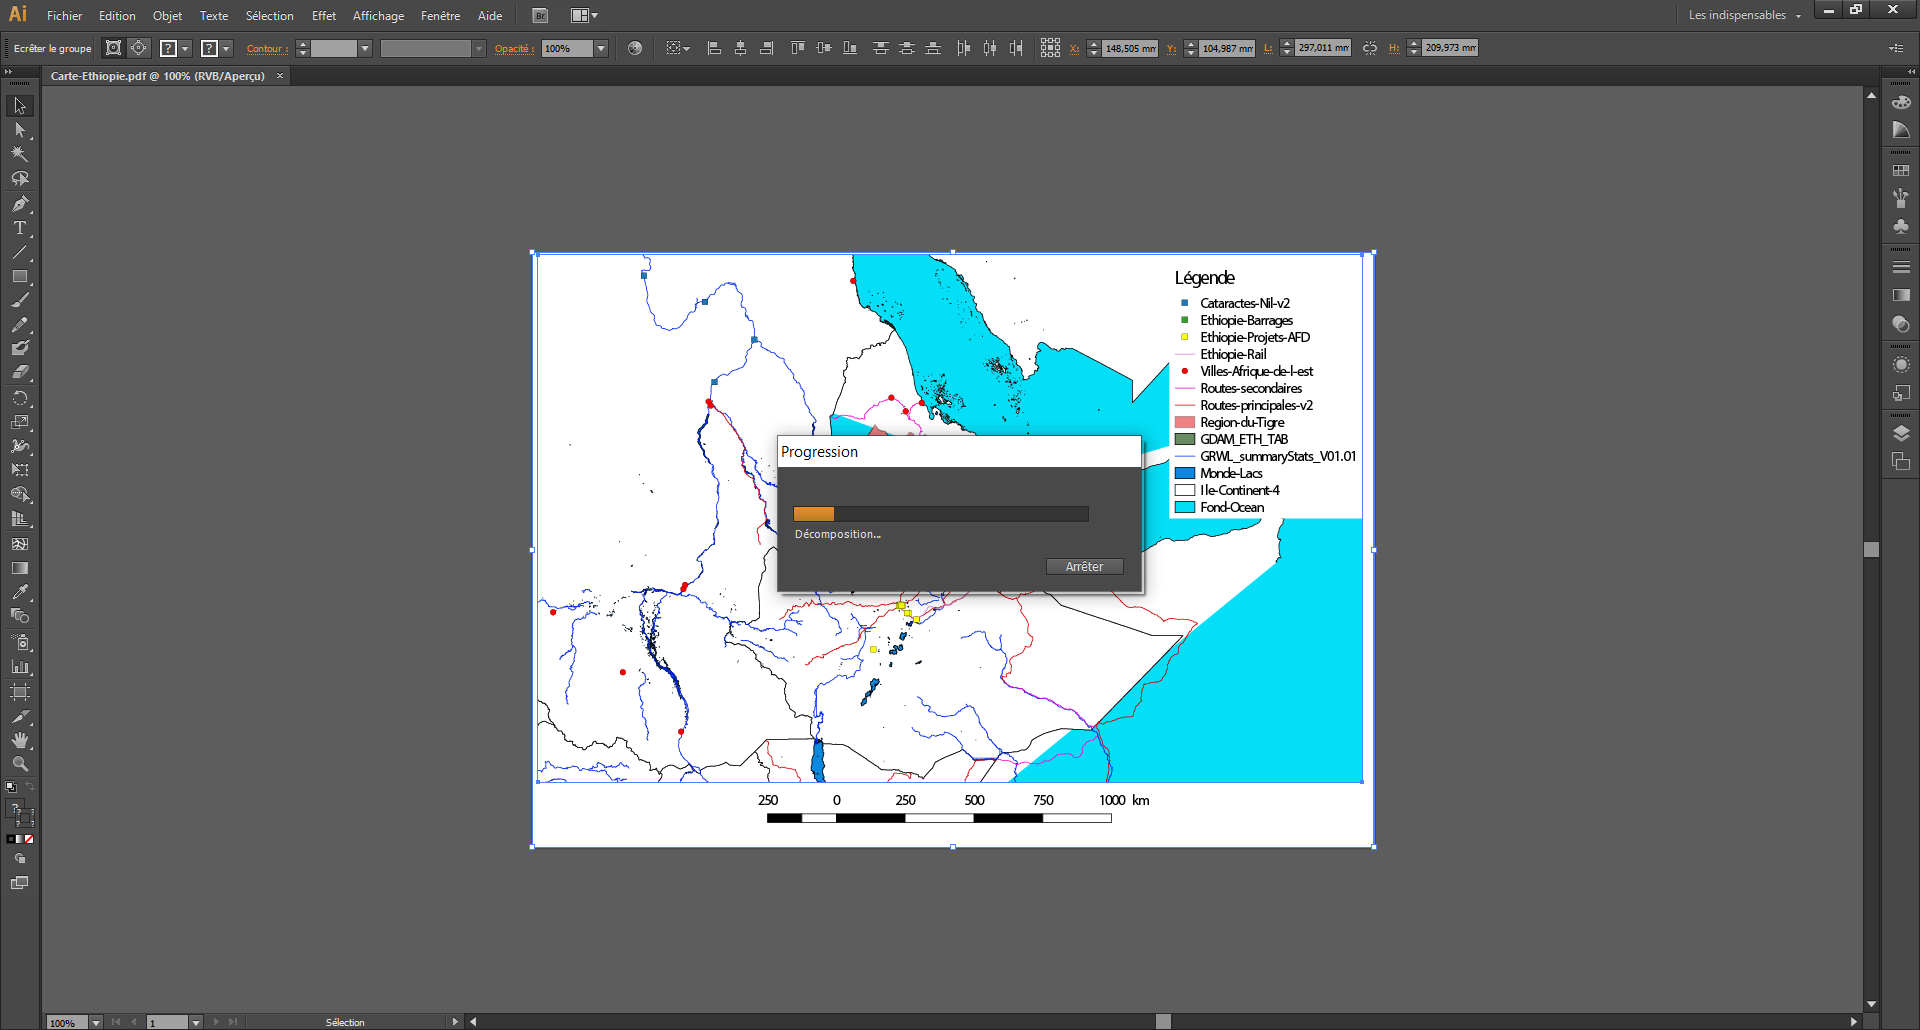 Ai Fichier Edition Objet Texte Sélection Effet Affichage Fenêtre Aide Br Les indispensables
Ecrêter le groupe ? ? Contour : Opacité : 100% X: 148,505 mm Y: 104,987 mm L: 297,011 mm H: 209,973 mm
Carte-Ethiopie.pdf @ 100% (RVB/Aperçu) ×
Légende
Cataractes-Nil-v2
Ethiopie-Barrages
Ethiopie-Projets-AFD
Ethiopie-Rail
Villes-Afrique-de-l-est
Routes-secondaires
Routes-principales-v2
Region-du-Tigre
GDAM_ETH_TAB
GRWL_summaryStats_V01.01
Monde-Lacs
Ile-Continent-4
Fond-Ocean
Progression
Décomposition...
Arrêter
250 0 250 500 750 1000 km
100% 1 Sélection